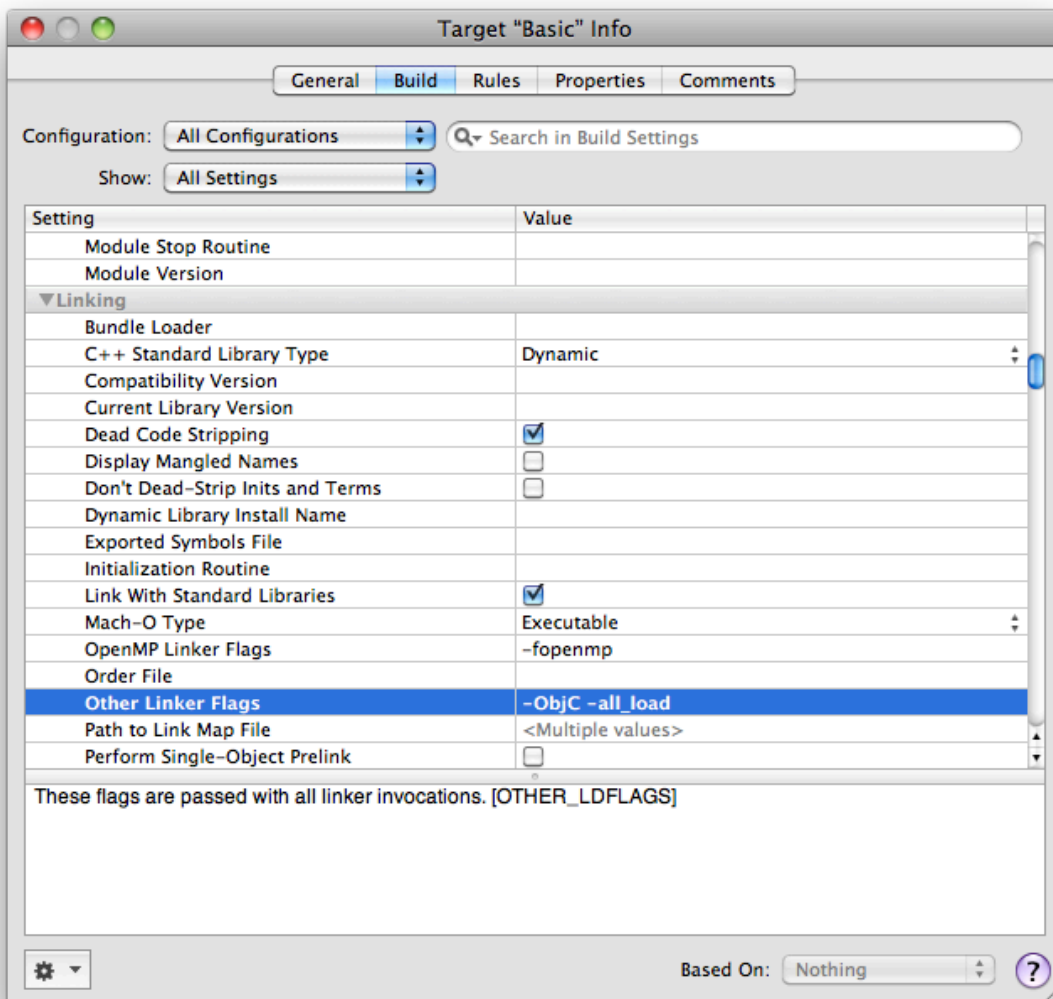 Target “Basic” Info
General Build Rules Properties Comments
Configuration: All Configurations Search in Build Settings
Show: All Settings
Setting Value
Module Stop Routine
Module Version
Linking
Bundle Loader
C++ Standard Library Type Dynamic
Compatibility Version
Current Library Version
Dead Code Stripping
Display Mangled Names
Don't Dead-Strip Inits and Terms
Dynamic Library Install Name
Exported Symbols File
Initialization Routine
Link With Standard Libraries
Mach-O Type Executable
OpenMP Linker Flags -fopenmp
Order File
Other Linker Flags -ObjC -all_load
Path to Link Map File <Multiple values>
Perform Single-Object Prelink
These flags are passed with all linker invocations. [OTHER_LDFLAGS]
Based On: Nothing ?